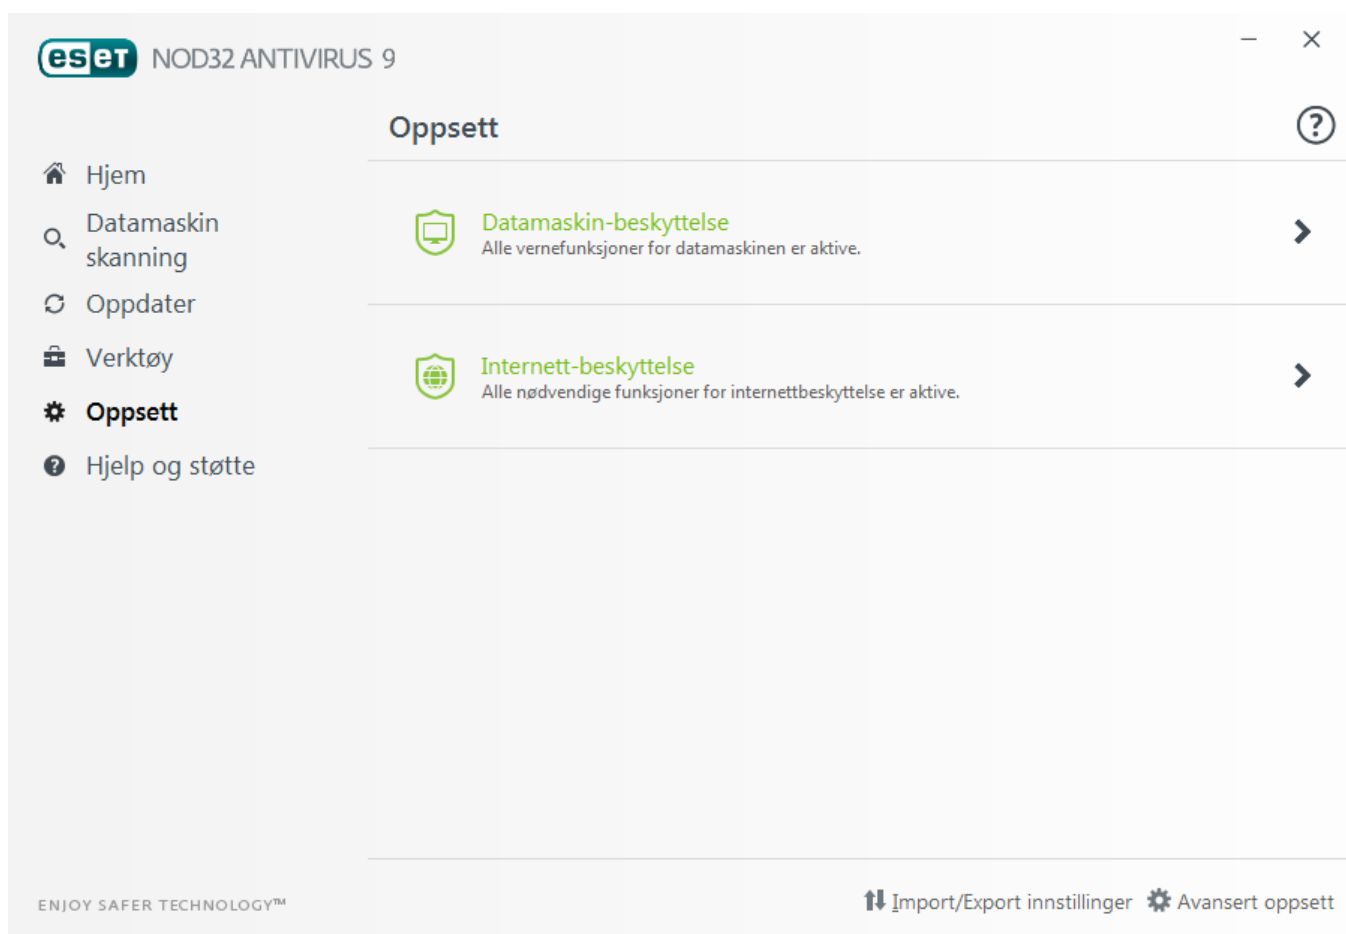 eset NOD32 ANTIVIRUS 9
Oppsett
Hjem
Datamaskin
skanning
Oppdater
Verktøy
Oppsett
Hjelp og støtte
Datamaskin-beskyttelse
Alle vernefunksjoner for datamaskinen er aktive.
Internett-beskyttelse
Alle nødvendige funksjoner for internettbeskyttelse er aktive.
ENJOY SAFER TECHNOLOGY™
Import/Export innstillinger Avansert oppsett